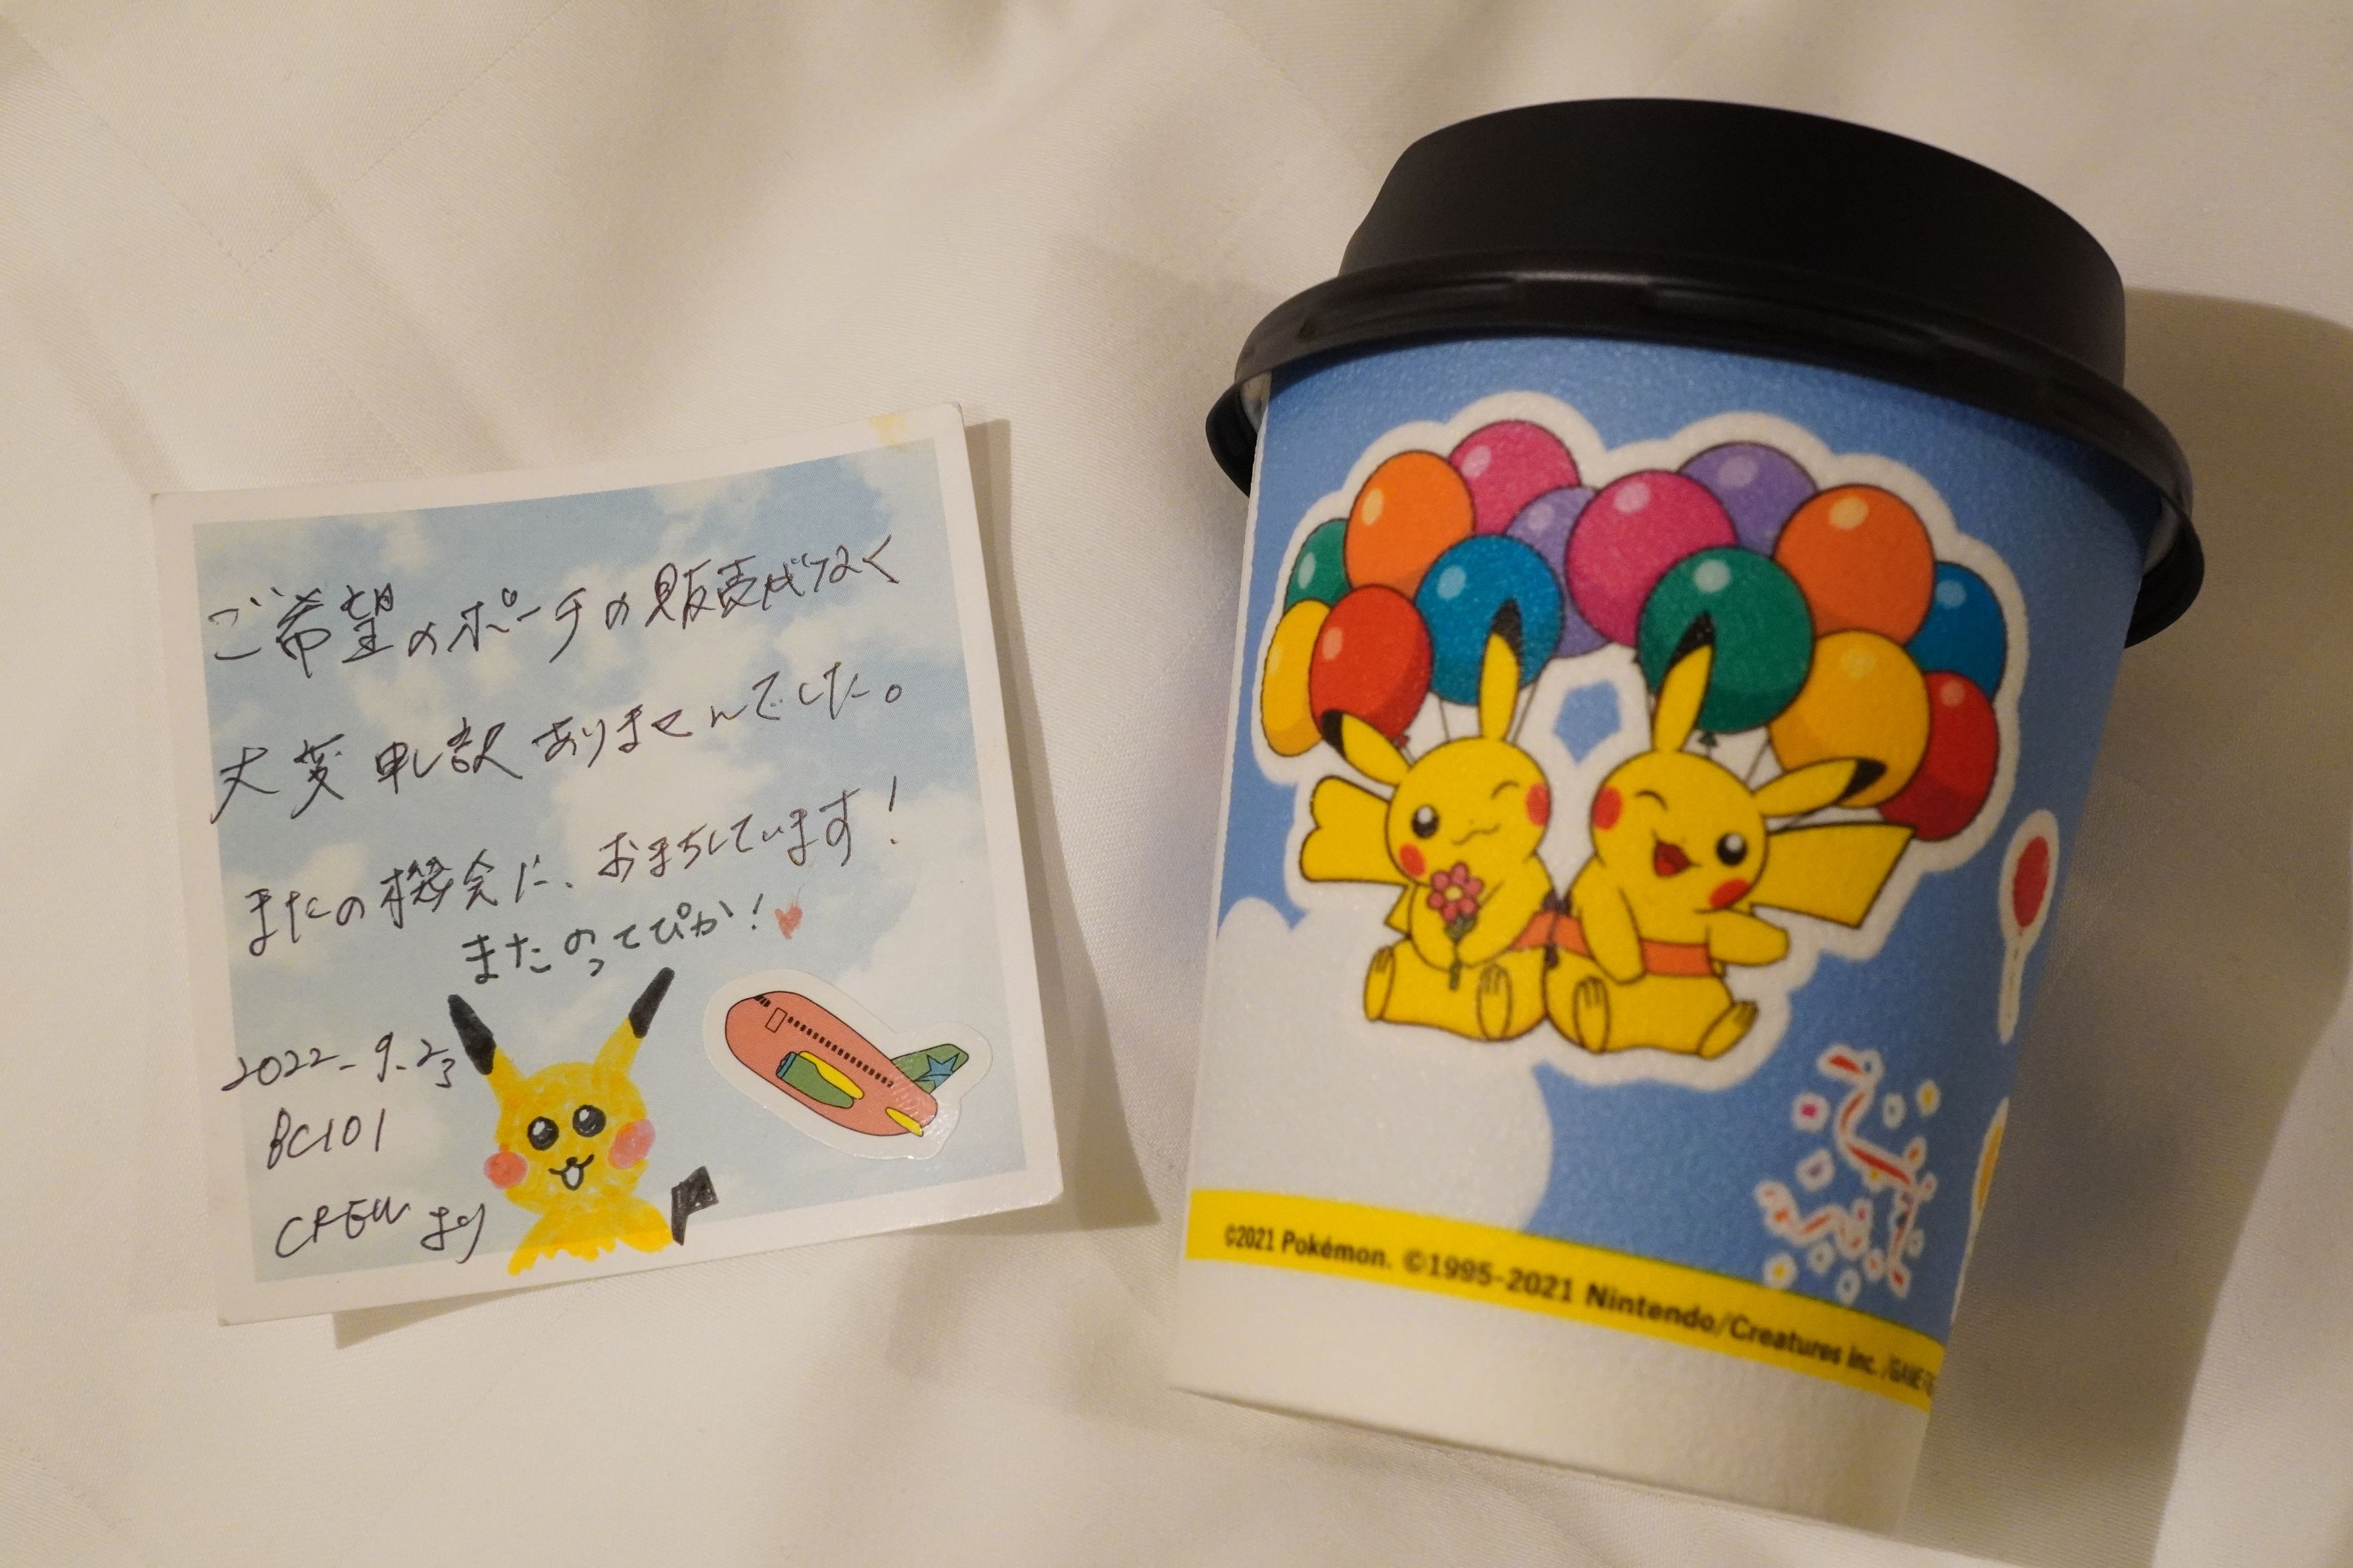 ご希望のポーチの販売がなく
大変申し訳ありませんでした。
またの機会に、おまちしています!
またのってぴか!
2022-9-23
BC101
CREWより
©2021 Pokémon. ©1995-2021 Nintendo/Creatures Inc. /GAME